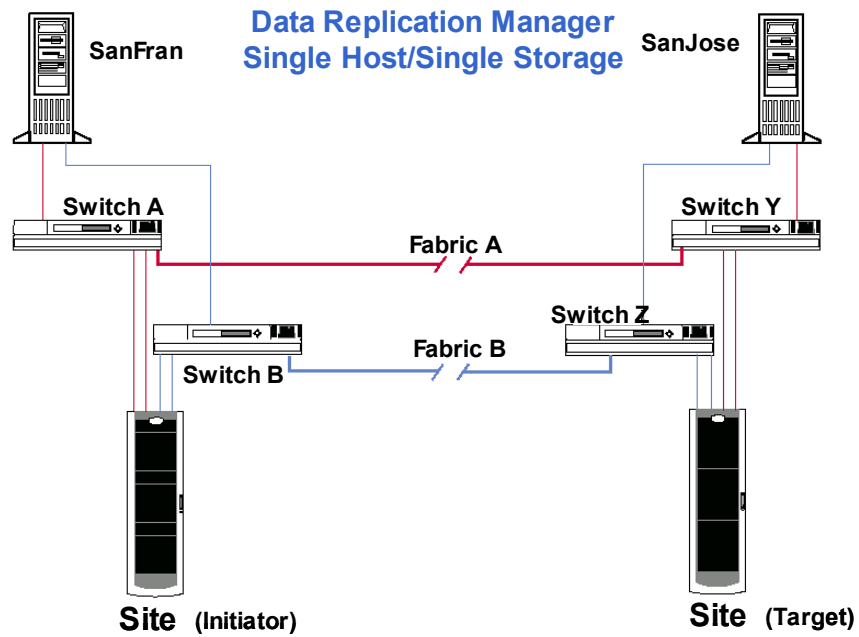 Data Replication Manager
Single Host/Single Storage
SanFran
SanJose
Switch A
Switch Y
Fabric A
Switch Z
Fabric B
Switch B
Site (Initiator)
Site (Target)